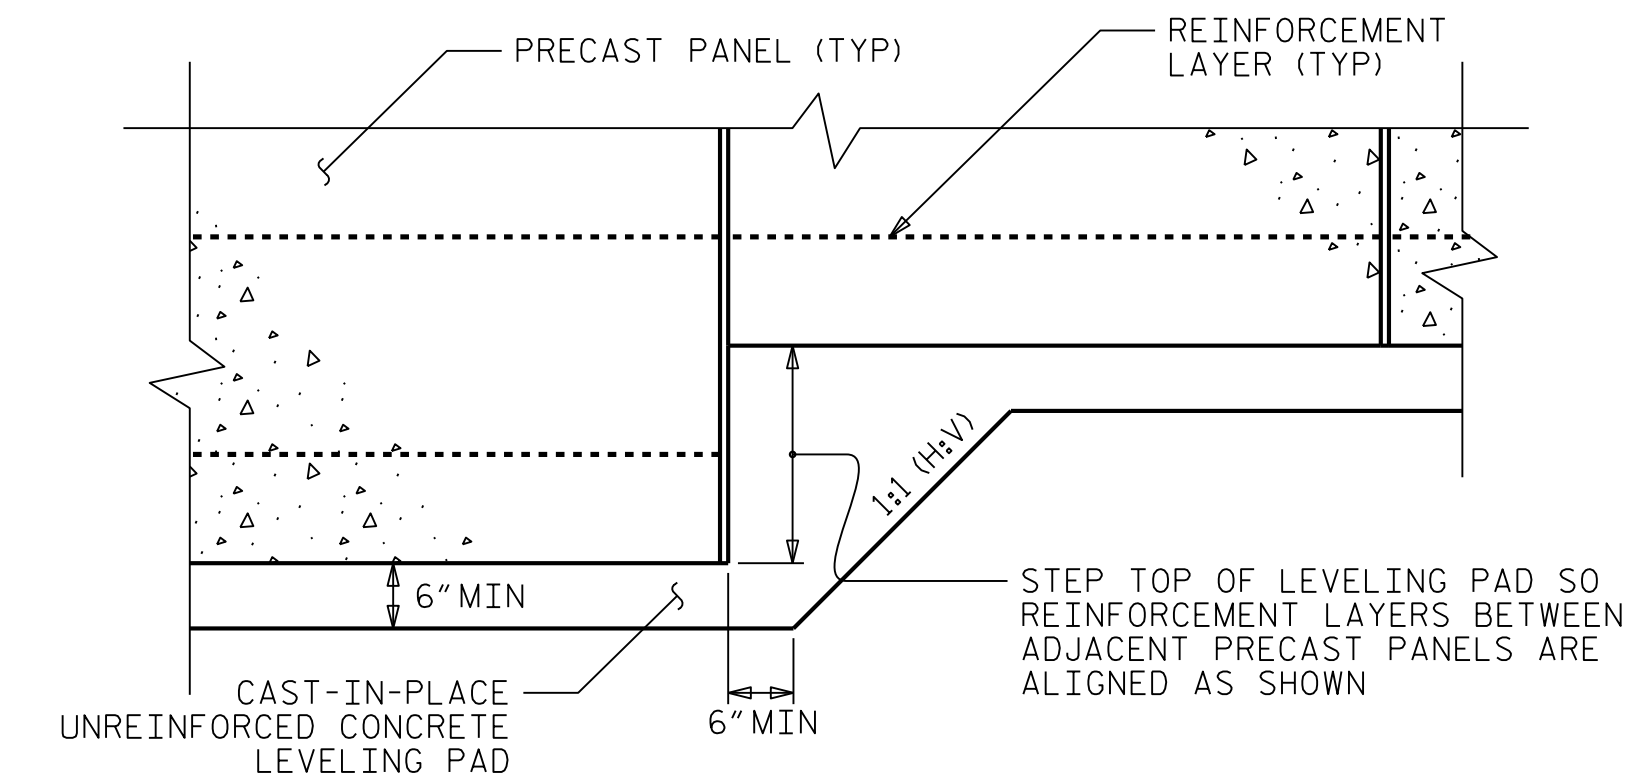 PRECAST PANEL (TYP)
REINFORCEMENT
LAYER (TYP)
1:1 (H:V)
6" MIN
STEP TOP OF LEVELING PAD SO
REINFORCEMENT LAYERS BETWEEN
ADJACENT PRECAST PANELS ARE
ALIGNED AS SHOWN
CAST-IN-PLACE
UNREINFORCED CONCRETE
LEVELING PAD
6" MIN